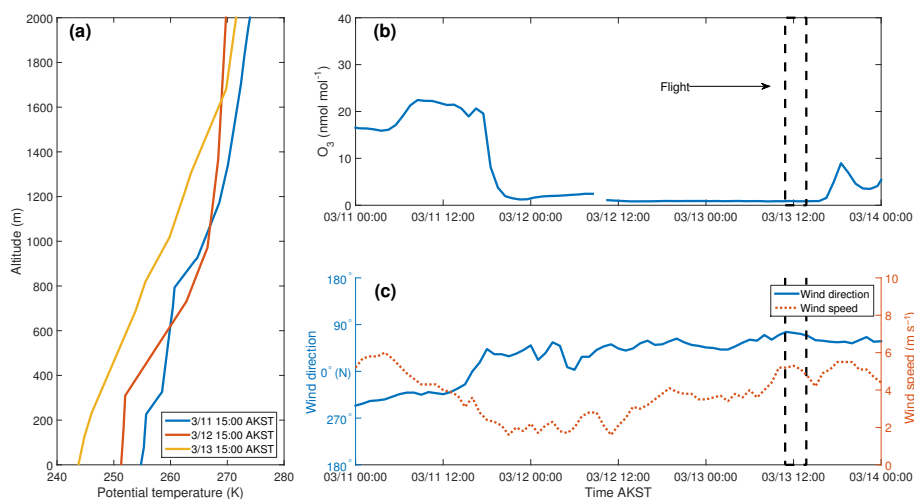 (a)
2000
1800
1600
1400
1200
1000
800
600
400
200
0
Altitude (m)
240 250 260 270 280
Potential temperature (K)
3/11 15:00 AKST
3/12 15:00 AKST
3/13 15:00 AKST
(b)
40
30
20
10
0
O3 (nmol mol-1)
Flight
03/11 00:00 03/11 12:00 03/12 00:00 03/12 12:00 03/13 00:00 03/13 12:00 03/14 00:00
(c)
180°
90°
0° (N)
270°
180°
Wind direction
Wind direction
Wind speed
10
8
6
4
2
0
Wind speed (m s-1)
03/11 00:00 03/11 12:00 03/12 00:00 03/12 12:00 03/13 00:00 03/13 12:00 03/14 00:00
Time AKST